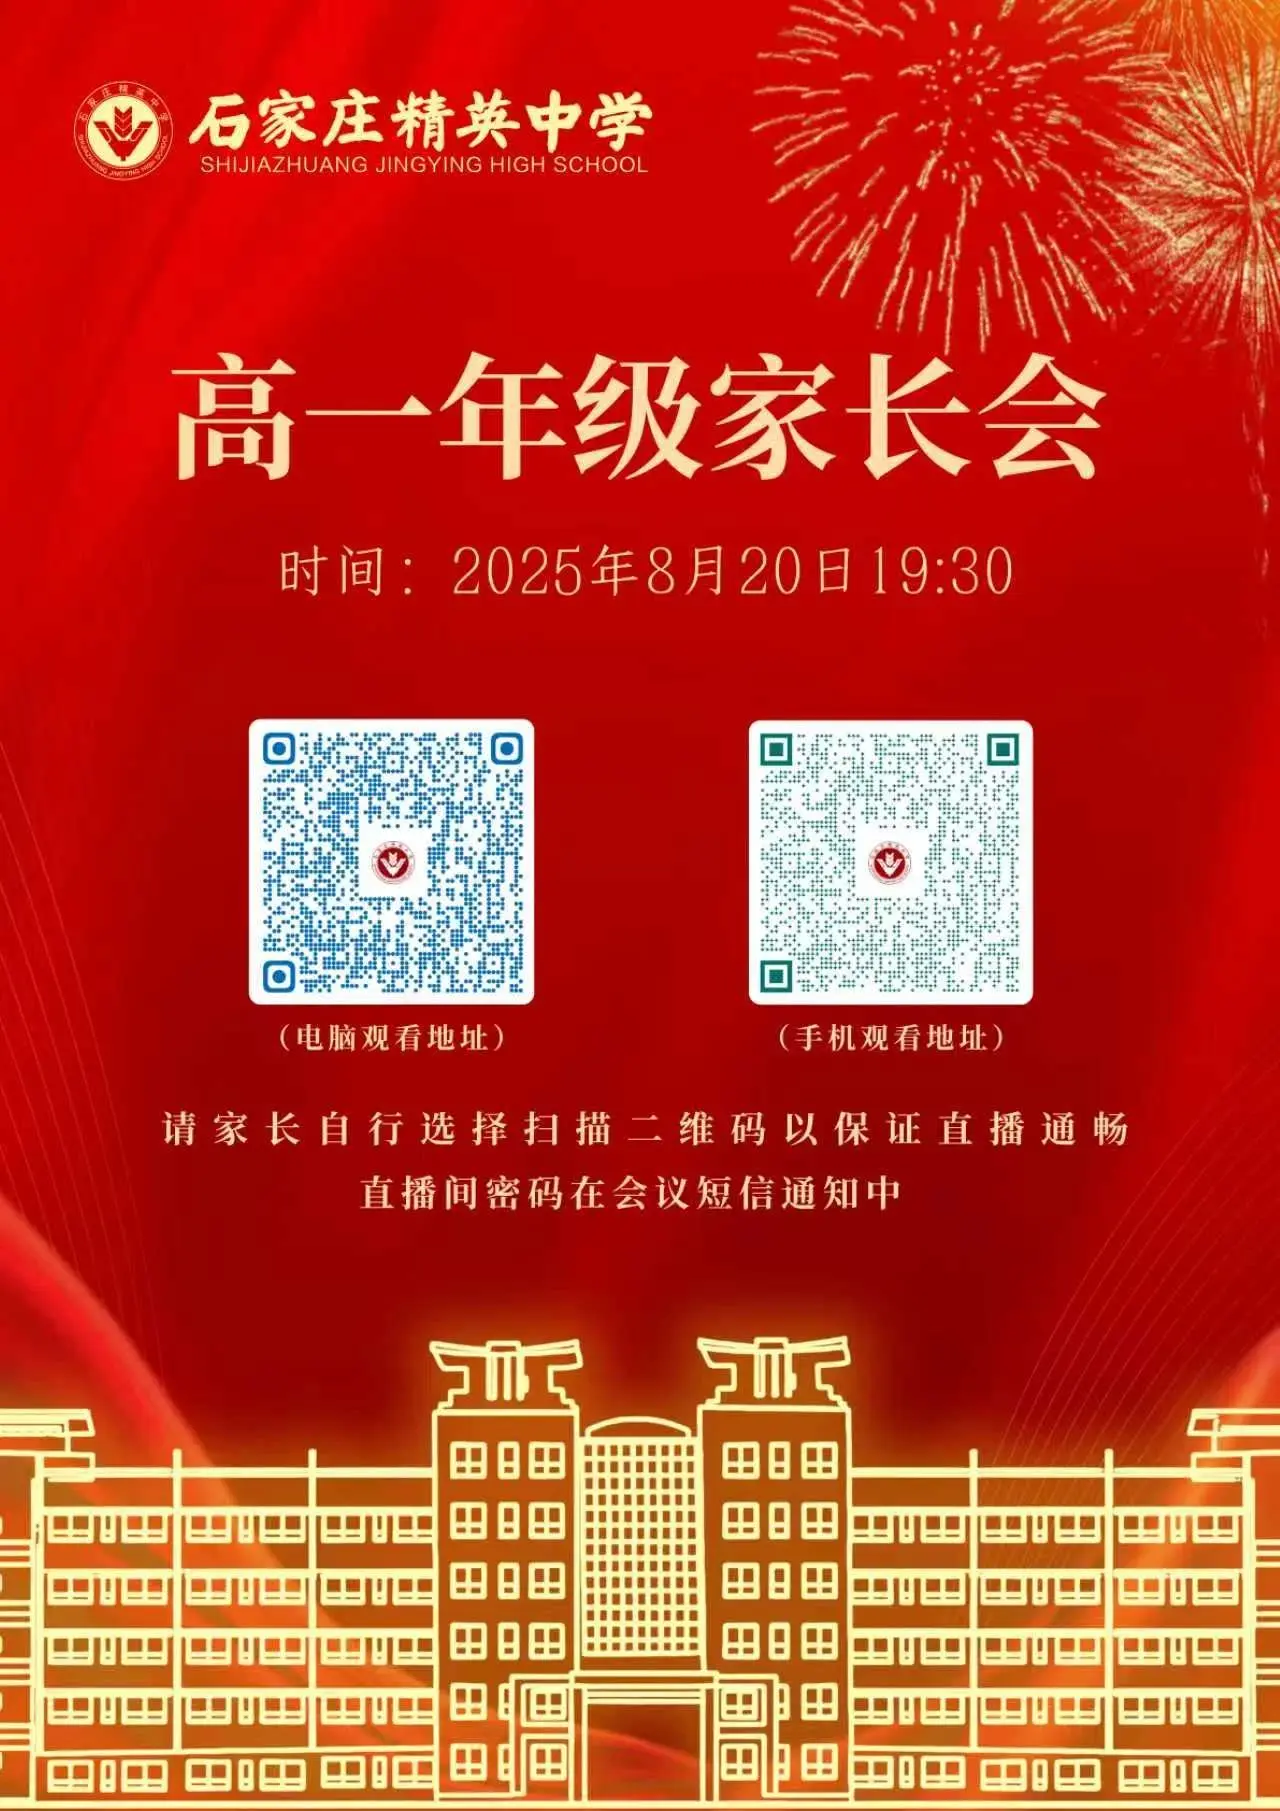 石家庄精英中学
SHIJIAZHUANG JINGYING HIGH SCHOOL
高一年级家长会
时间：2025年8月20日19:30
（电脑观看地址）
（手机观看地址）
请家长自行选择扫描二维码以保证直播通畅
直播间密码在会议短信通知中